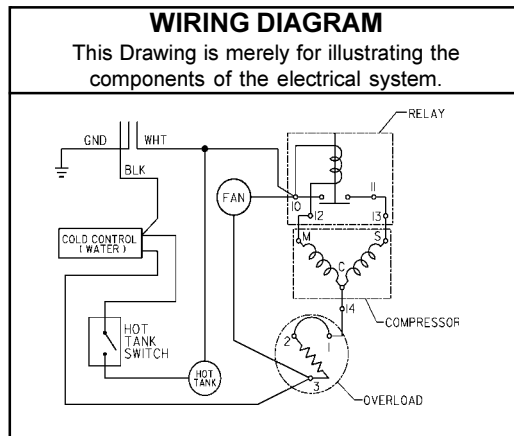 WIRING DIAGRAM
This Drawing is merely for illustrating the
components of the electrical system.
RELAY
GND
WHT
BLK
FAN
10
11
12
13
COLD CONTROL
(WATER)
M
S
C
14
COMPRESSOR
HOT
TANK
SWITCH
HOT
TANK
2
1
3
OVERLOAD